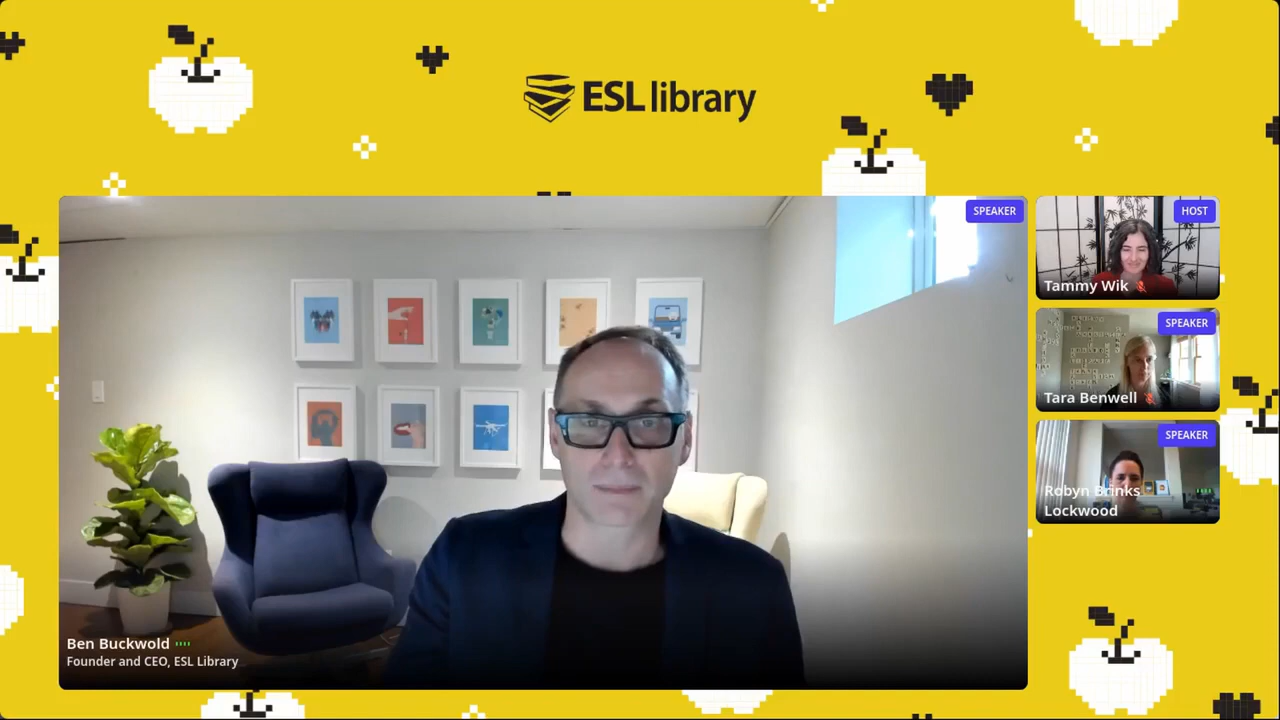 ESL library
SPEAKER
Ben Buckwold
Founder and CEO, ESL Library
HOST
Tammy Wik
SPEAKER
Tara Benwell
SPEAKER
Robyn Brinks
Lockwood